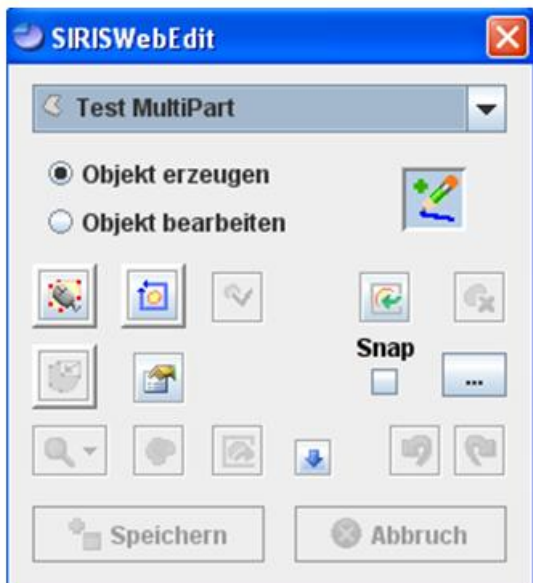 SIRISWebEdit
Test MultiPart
Objekt erzeugen
Objekt bearbeiten
Snap
...
Speichern
Abbruch